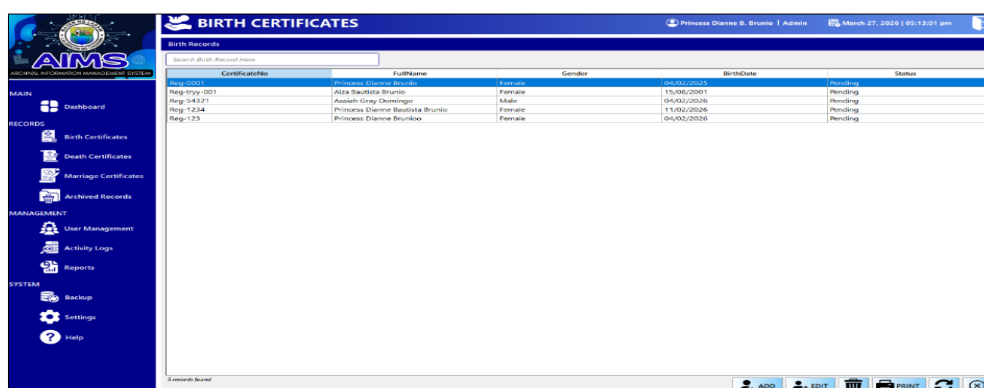 BIRTH CERTIFICATES
Princess Dianne B. Brunio | Admin
March 27, 2026 | 05:13:01 pm
AIMS
ARCHIVAL INFORMATION MANAGEMENT SYSTEM
MAIN
Dashboard
RECORDS
Birth Certificates
Death Certificates
Marriage Certificates
Archived Records
MANAGEMENT
User Management
Activity Logs
Reports
SYSTEM
Backup
Settings
Help
Birth Records
Search Birth Record Here
CertificateNo FullName Gender BirthDate Status
Reg-0001 Princess Dianne Brunio Female 04/02/2025 Pending
Reg-tryy-001 Aiza Bautista Brunio Female 15/08/2001 Pending
Reg-54321 Azaiah Gray Domingo Male 04/02/2026 Pending
Reg-1234 Princess Dianne Bautista Brunio Female 11/02/2026 Pending
Reg-123 Princess Dianne Brunioo Female 04/02/2026 Pending
5 records found
ADD EDIT PRINT